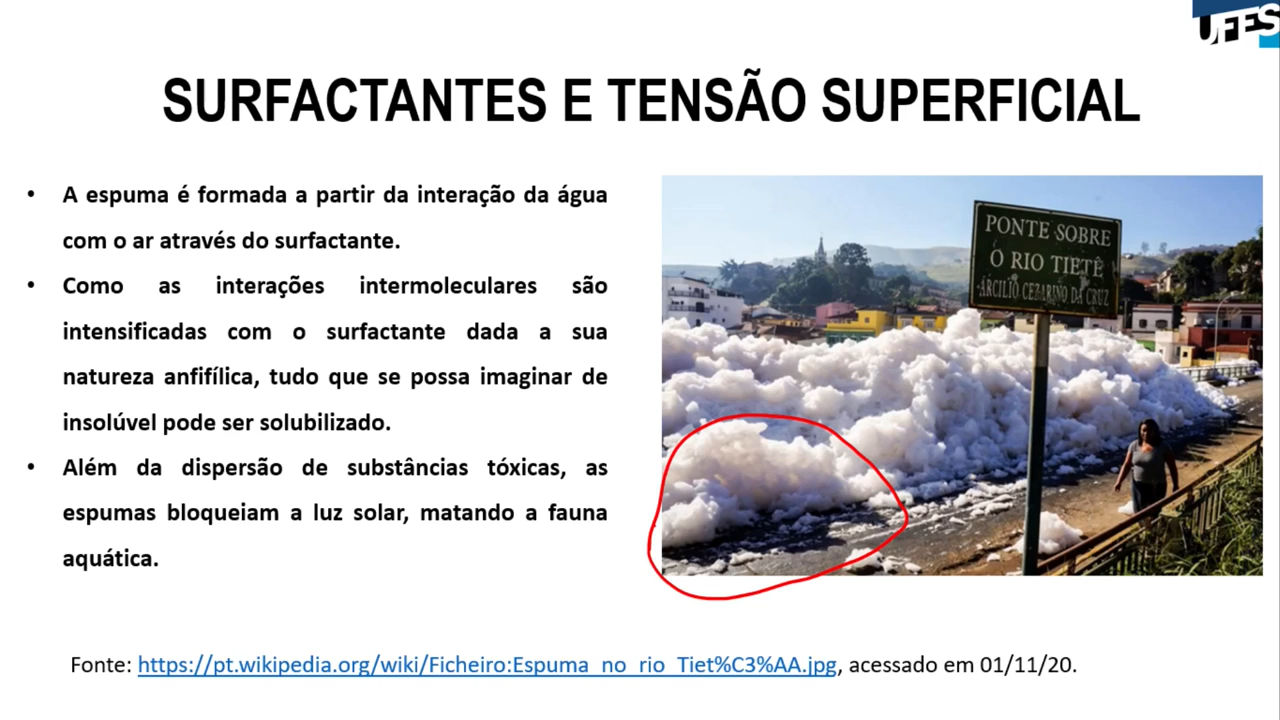 UFES
SURFACTANTES E TENSÃO SUPERFICIAL
• A espuma é formada a partir da interação da água
com o ar através do surfactante.
• Como as interações intermoleculares são
intensificadas com o surfactante dada a sua
natureza anfifílica, tudo que se possa imaginar de
insolúvel pode ser solubilizado.
• Além da dispersão de substâncias tóxicas, as
espumas bloqueiam a luz solar, matando a fauna
aquática.
PONTE SOBRE
O RIO TIETÊ
ÁRCILIO CEZARINO DA CRUZ
Fonte: https://pt.wikipedia.org/wiki/Ficheiro:Espuma_no_rio_Tiet%C3%AA.jpg, acessado em 01/11/20.